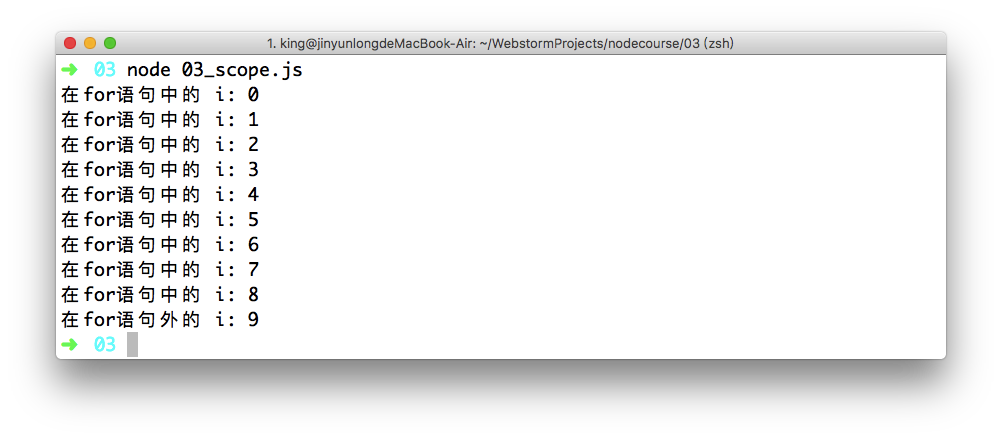 1. king@jinyunlongdeMacBook-Air: ~/WebstormProjects/nodecourse/03 (zsh)
➜ 03 node 03_scope.js
在for语句中的 i: 0
在for语句中的 i: 1
在for语句中的 i: 2
在for语句中的 i: 3
在for语句中的 i: 4
在for语句中的 i: 5
在for语句中的 i: 6
在for语句中的 i: 7
在for语句中的 i: 8
在for语句外的 i: 9
➜ 03